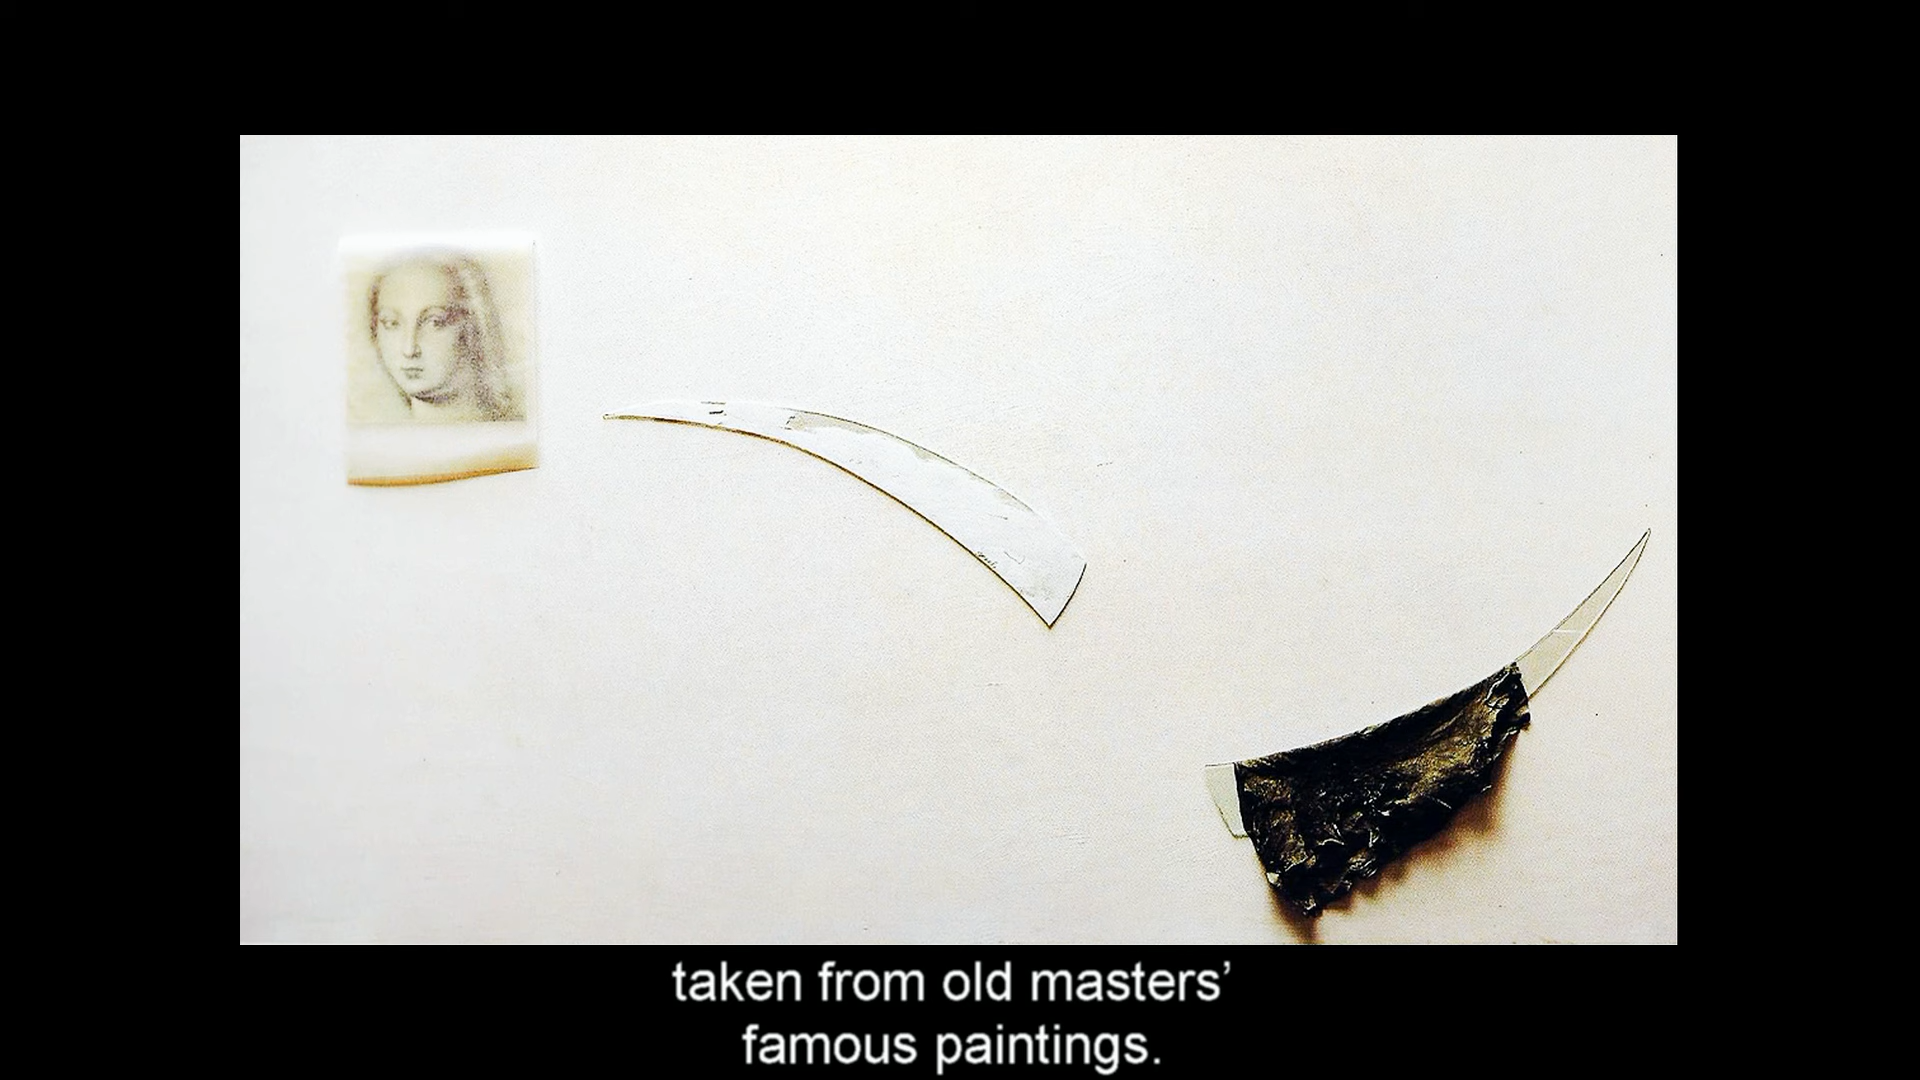 taken from old masters’
famous paintings.